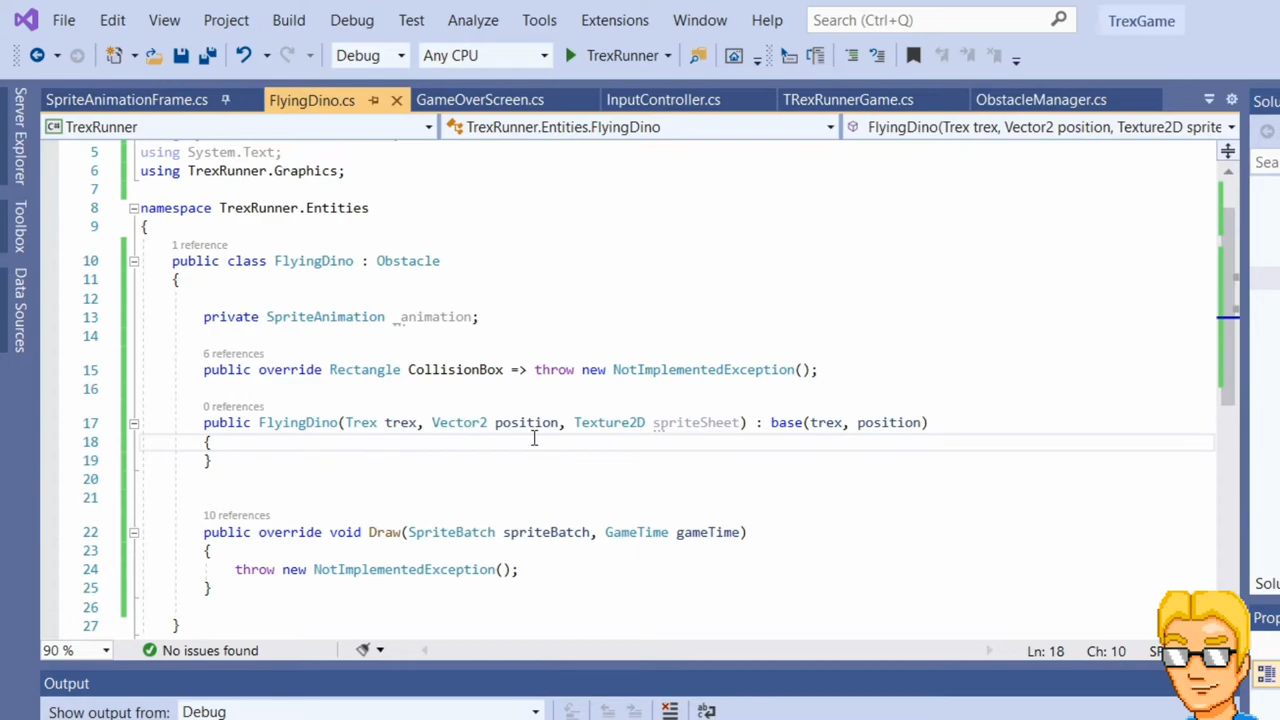 File Edit View Project Build Debug Test Analyze Tools Extensions Window Help Search (Ctrl+Q) TrexGame
Debug Any CPU TrexRunner
SpriteAnimationFrame.cs FlyingDino.cs GameOverScreen.cs InputController.cs TRexRunnerGame.cs ObstacleManager.cs
TrexRunner TrexRunner.Entities.FlyingDino FlyingDino(Trex trex, Vector2 position, Texture2D sprite
Server Explorer
Toolbox
Data Sources
5 using System.Text;
6 using TrexRunner.Graphics;
7
8 namespace TrexRunner.Entities
9 {
1 reference
10 public class FlyingDino : Obstacle
11 {
12
13 private SpriteAnimation _animation;
14
6 references
15 public override Rectangle CollisionBox => throw new NotImplementedException();
16
0 references
17 public FlyingDino(Trex trex, Vector2 position, Texture2D spriteSheet) : base(trex, position)
18 {
19 }
20
21
10 references
22 public override void Draw(SpriteBatch spriteBatch, GameTime gameTime)
23 {
24 throw new NotImplementedException();
25 }
26
27 }
90 % No issues found Ln: 18 Ch: 10 SP
Output
Show output from: Debug
Solu
Sea
Solu
Prop